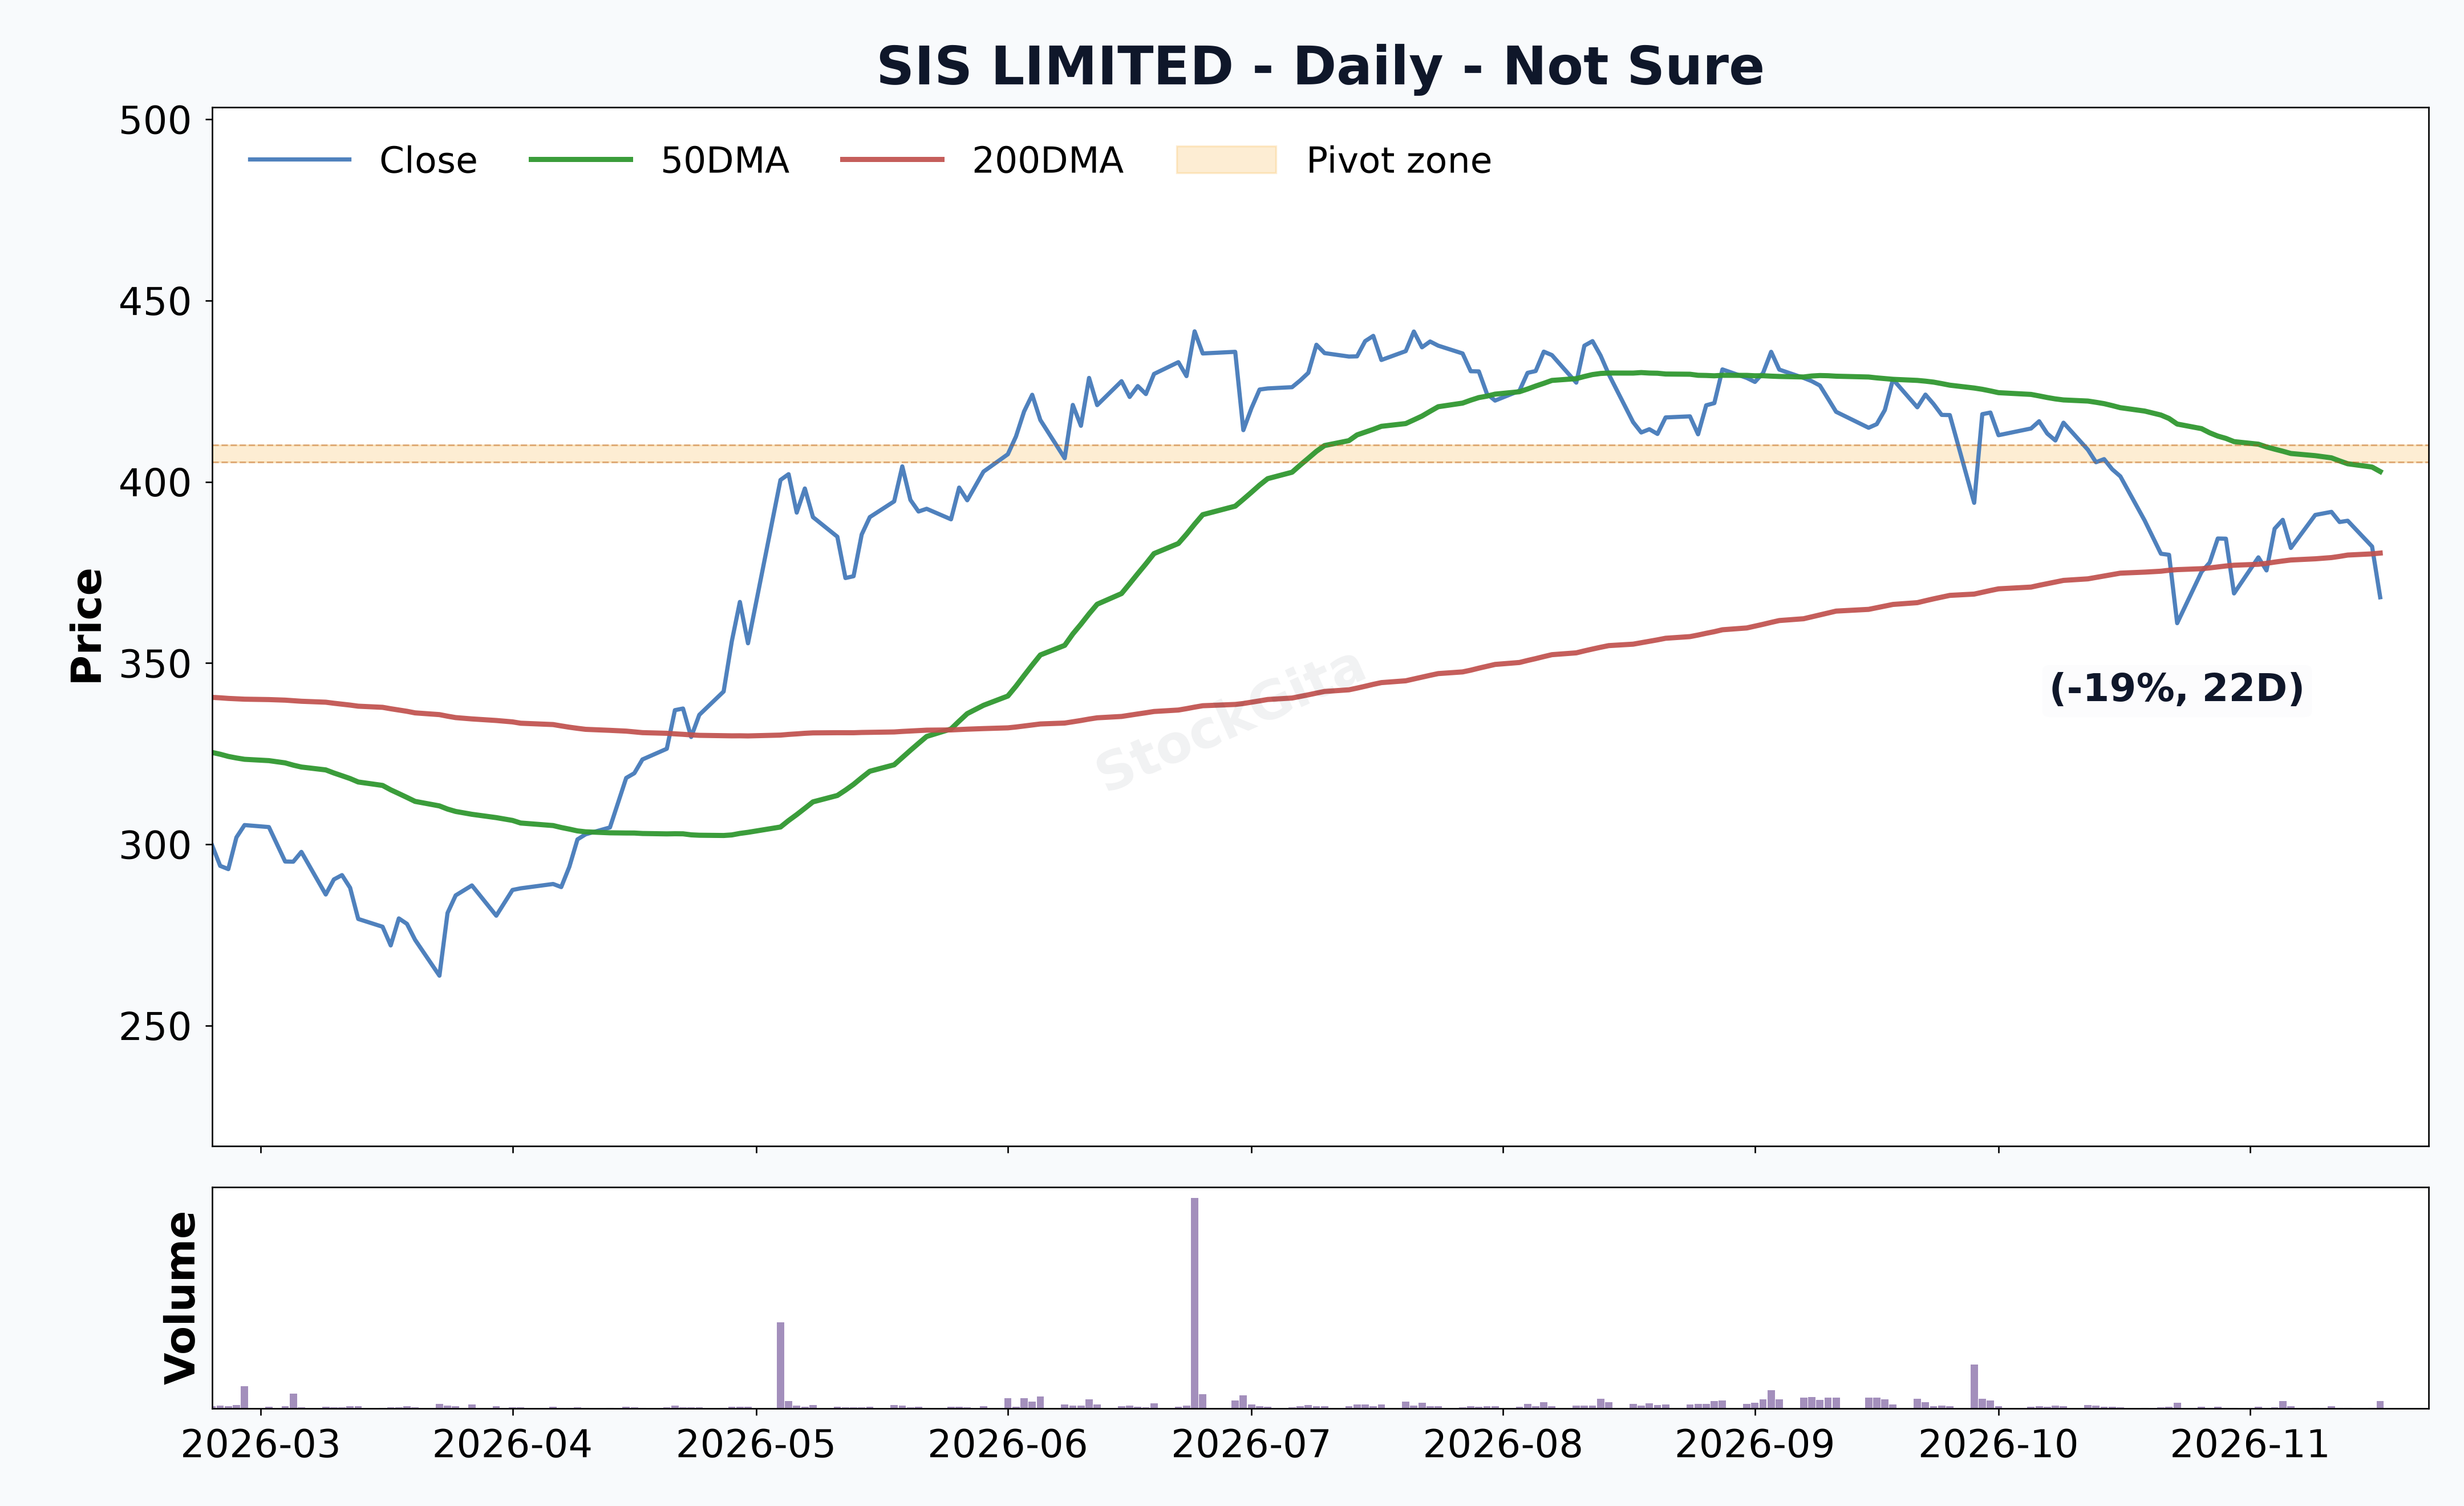 SIS LIMITED - Daily - Not Sure
Close 50DMA 200DMA Pivot zone
500
450
400
350
300
250
Price
StockGita
(-19%, 22D)
Volume
2026-03 2026-04 2026-05 2026-06 2026-07 2026-08 2026-09 2026-10 2026-11